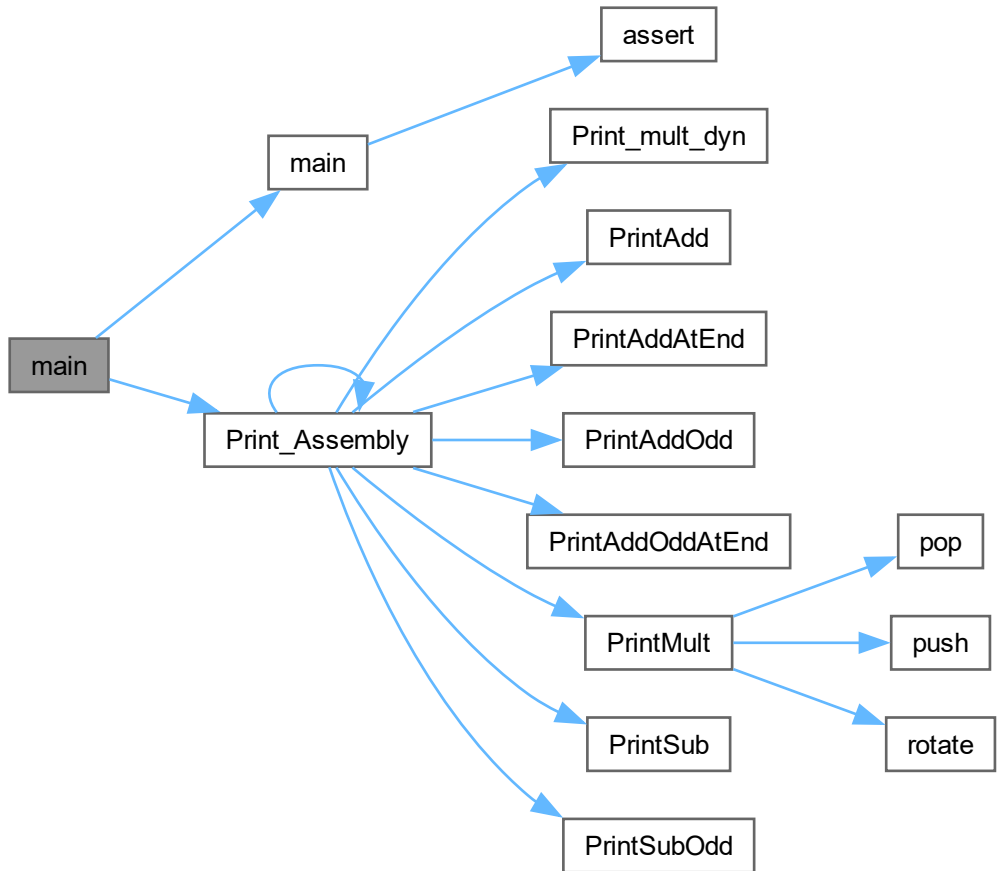 assert
main
Print_mult_dyn
PrintAdd
PrintAddAtEnd
main
Print_Assembly
PrintAddOdd
PrintAddOddAtEnd
pop
PrintMult
push
PrintSub
rotate
PrintSubOdd